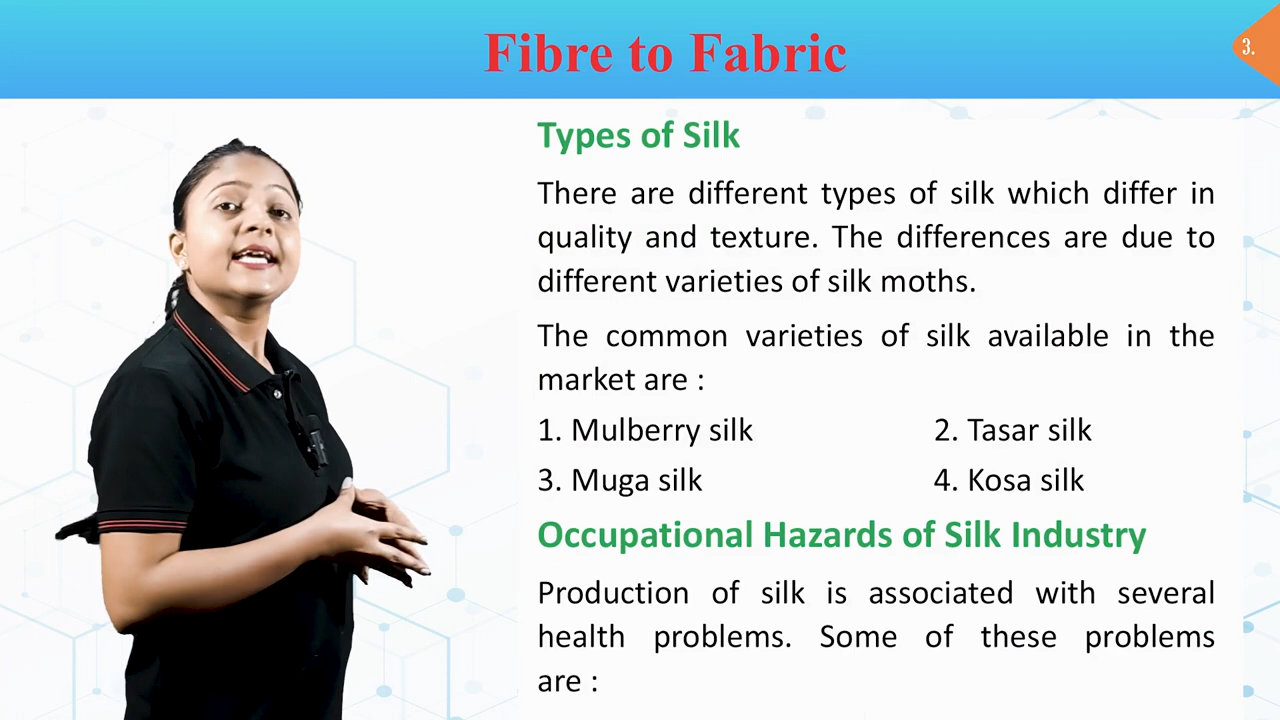 Fibre to Fabric
3.
Types of Silk
There are different types of silk which differ in
quality and texture. The differences are due to
different varieties of silk moths.
The common varieties of silk available in the
market are :
1. Mulberry silk 2. Tasar silk
3. Muga silk 4. Kosa silk
Occupational Hazards of Silk Industry
Production of silk is associated with several
health problems. Some of these problems
are :